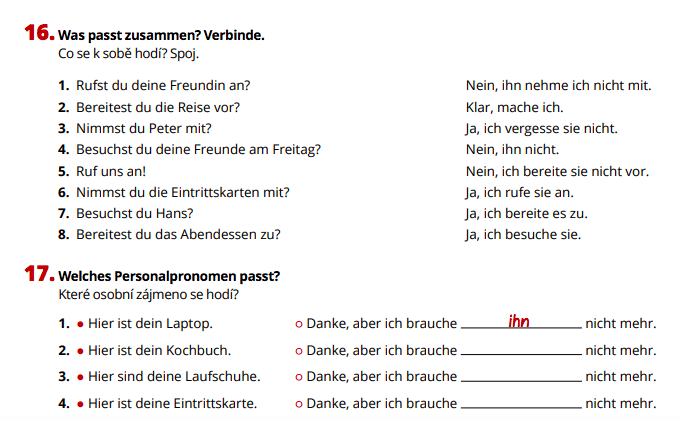 16. Was passt zusammen? Verbinde.
Co se k sobě hodí? Spoj.
1. Rufst du deine Freundin an? Nein, ihn nehme ich nicht mit.
2. Bereitest du die Reise vor? Klar, mache ich.
3. Nimmst du Peter mit? Ja, ich vergesse sie nicht.
4. Besuchst du deine Freunde am Freitag? Nein, ihn nicht.
5. Ruf uns an! Nein, ich bereite sie nicht vor.
6. Nimmst du die Eintrittskarten mit? Ja, ich rufe sie an.
7. Besuchst du Hans? Ja, ich bereite es zu.
8. Bereitest du das Abendessen zu? Ja, ich besuche sie.
17. Welches Personalpronomen passt?
Které osobní zájmeno se hodí?
1. ● Hier ist dein Laptop. ○ Danke, aber ich brauche ihn nicht mehr.
2. ● Hier ist dein Kochbuch. ○ Danke, aber ich brauche ________ nicht mehr.
3. ● Hier sind deine Laufschuhe. ○ Danke, aber ich brauche ________ nicht mehr.
4. ● Hier ist deine Eintrittskarte. ○ Danke, aber ich brauche ________ nicht mehr.